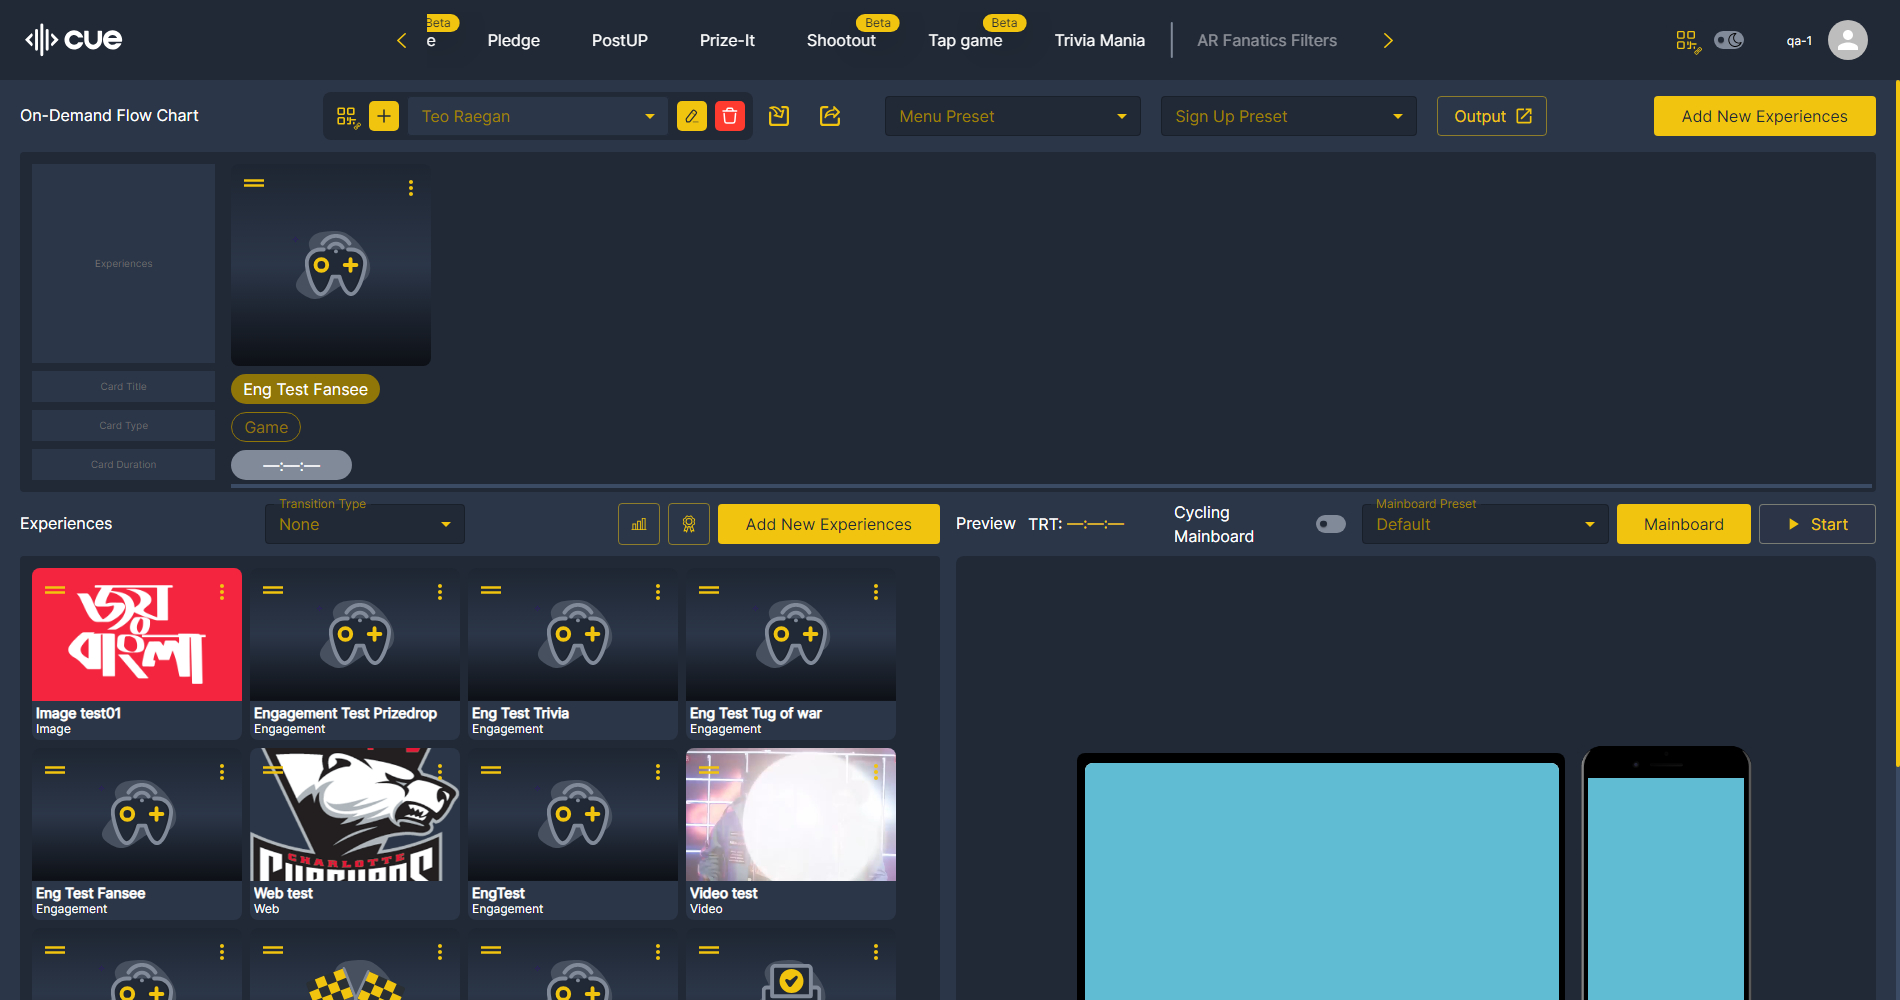 cue
Beta
e
Pledge
PostUP
Prize-It
Beta
Shootout
Beta
Tap game
Trivia Mania
AR Fanatics Filters
qa-1
On-Demand Flow Chart
Teo Raegan
Menu Preset
Sign Up Preset
Output
Add New Experiences
Experiences
Card Title
Eng Test Fansee
Card Type
Game
Card Duration
—:—:—
Experiences
Transition Type
None
Add New Experiences
Preview
TRT: —:—:—
Cycling
Mainboard
Mainboard Preset
Default
Mainboard
Start
জয়
বাংলা
Image test01
Image
Engagement Test Prizedrop
Engagement
Eng Test Trivia
Engagement
Eng Test Tug of war
Engagement
CHARLOTTE
Eng Test Fansee
Engagement
Web test
Web
EngTest
Engagement
Video test
Video